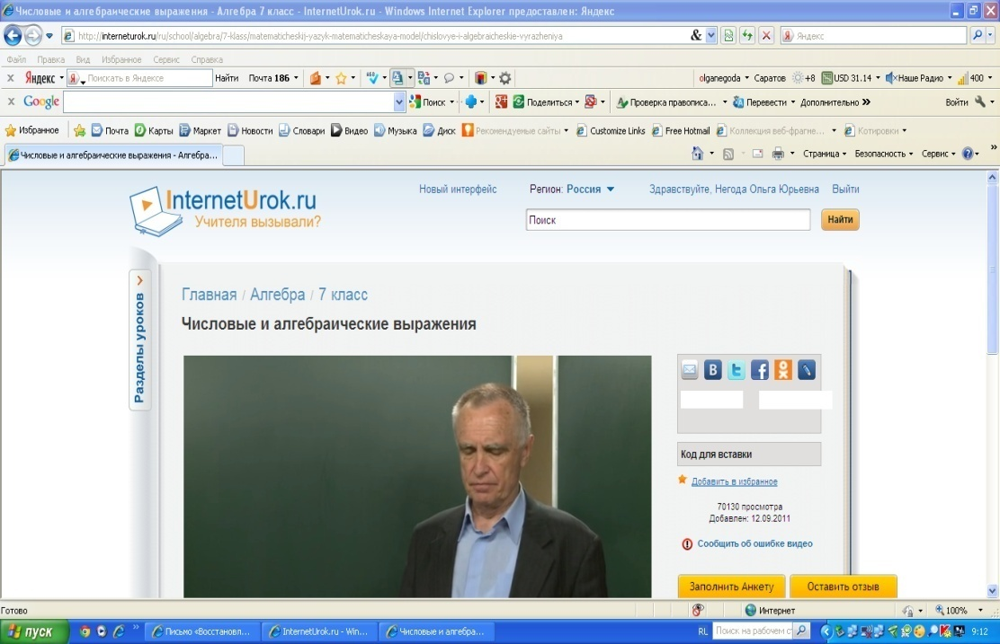 Числовые и алгебраические выражения - Алгебра 7 класс - InternetUrok.ru - Windows Internet Explorer предоставлен: Яндекс
http://interneturok.ru/ru/school/algebra/7-klass/matematicheskij-yazyk-matematicheskaya-model/chislovye-i-algebraicheskie-vyrazheniya
Яндекс
Файл Правка Вид Избранное Сервис Справка
x Яндекс Поискать в Яндексе Найти Почта 186 olganegoda Саратов +8 USD 31.14 Наше Радио 400
x Google Поиск Поделиться Проверка правописа... Перевести Дополнительно » Войти
Избранное Почта Карты Маркет Новости Словари Видео Музыка Диск Рекомендуемые сайты Customize Links Free Hotmail Коллекция веб-фрагме... Котировки
Числовые и алгебраические выражения - Алгебра... Страница Безопасность Сервис »
InternetUrok.ru
Учителя вызывали?
Новый интерфейс Регион: Россия Здравствуйте, Негода Ольга Юрьевна Выйти
Поиск Найти
Разделы уроков
Главная / Алгебра / 7 класс
Числовые и алгебраические выражения
Код для вставки
Добавить в избранное
70130 просмотра
Добавлен: 12.09.2011
Сообщить об ошибке видео
Заполнить Анкету Оставить отзыв
Готово Интернет 100%
пуск » Письмо «Восстановл... InternetUrok.ru - Win... Числовые и алгебра... RL Поиск на рабочем ст 9:12